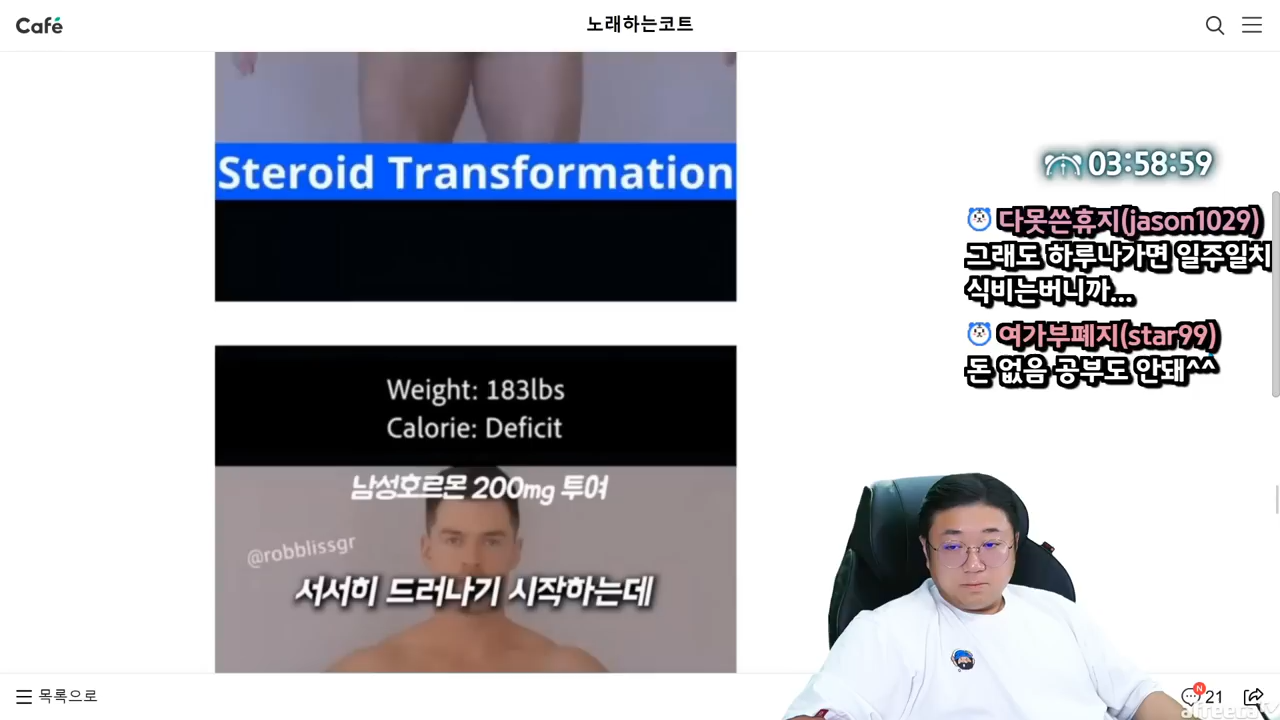 Café
노래하는코트
Steroid Transformation
03:58:59
다못쓴휴지(jason1029)
그래도 하루나가면 일주일치
식비는버니까...
여가부폐지(star99)
돈 없음 공부도 안돼^^
Weight: 183lbs
Calorie: Deficit
남성호르몬 200mg 투여
@robblissgr
서서히 드러나기 시작하는데
목록으로
N
21
afreecaTV